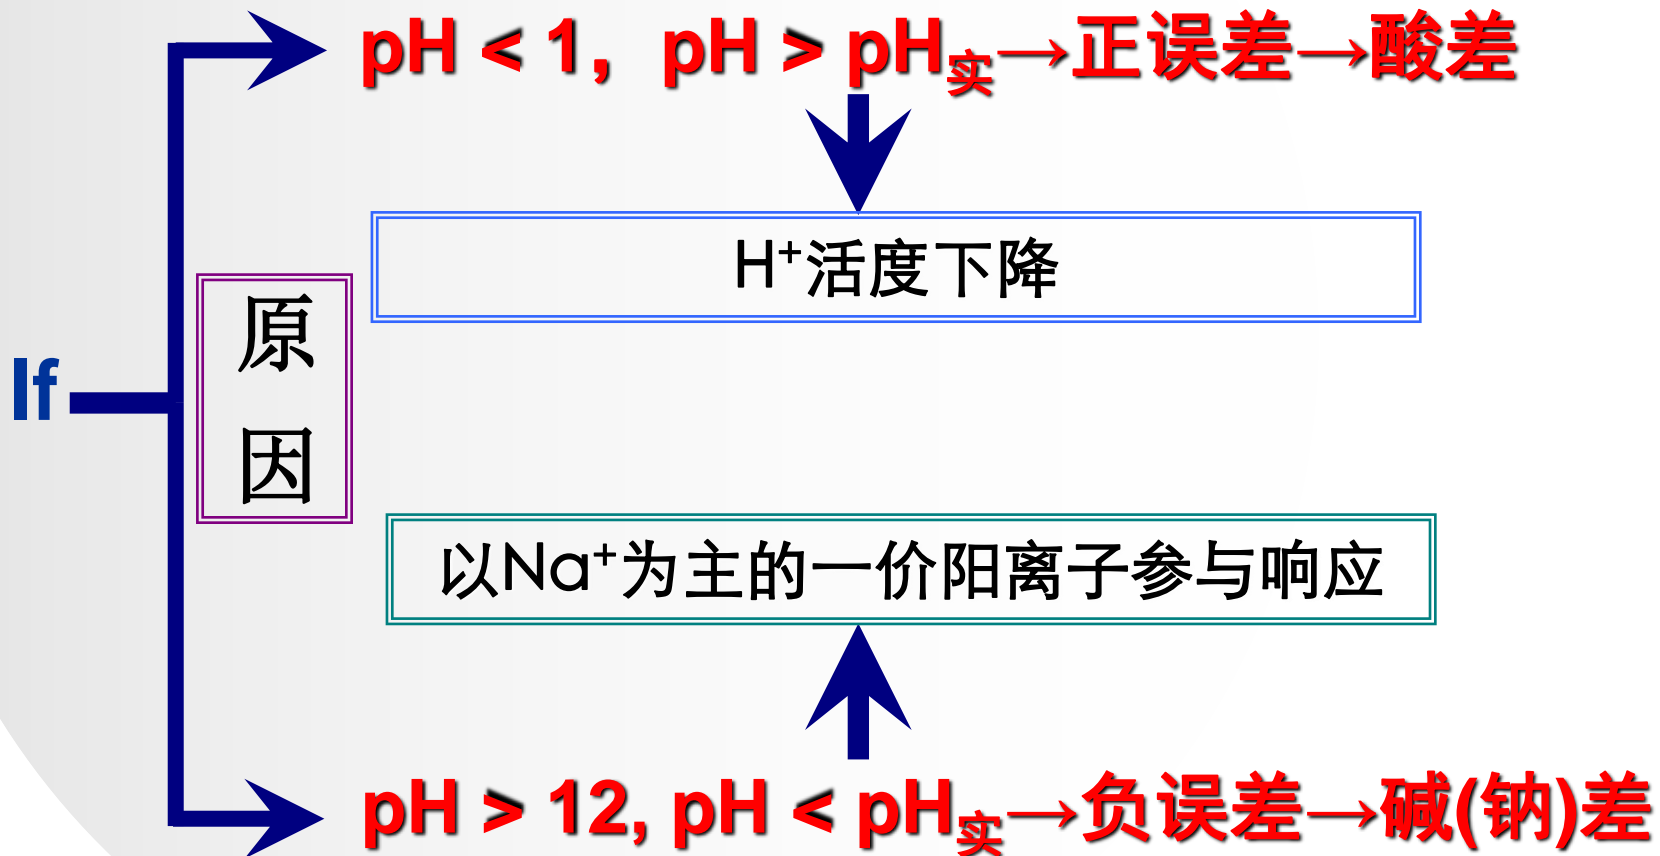 pH < 1, pH > pH实→正误差→酸差
H⁺活度下降
原
因
If
以Na⁺为主的一价阳离子参与响应
pH > 12, pH < pH实→负误差→碱(钠)差